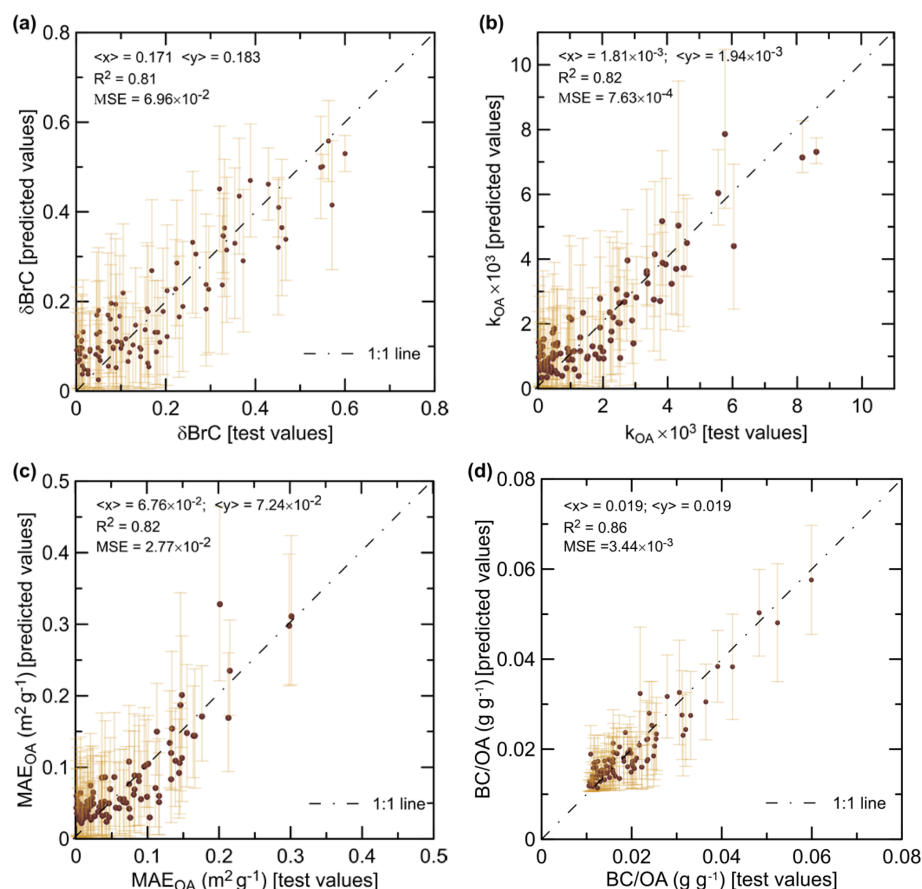 (a)
0.8
0.6
0.4
0.2
0
δBrC [predicted values]
<x> = 0.171 <y> = 0.183
R² = 0.81
MSE = 6.96×10⁻²
1:1 line
0 0.2 0.4 0.6 0.8
δBrC [test values]
(b)
10
8
6
4
2
0
k_OA × 10³ [predicted values]
<x> = 1.81×10⁻³; <y> = 1.94×10⁻³
R² = 0.82
MSE = 7.63×10⁻⁴
0 2 4 6 8 10
k_OA × 10³ [test values]
(c)
0.5
0.4
0.3
0.2
0.1
0
MAE_OA (m² g⁻¹) [predicted values]
<x> = 6.76×10⁻²; <y> = 7.24×10⁻²
R² = 0.82
MSE = 2.77×10⁻²
1:1 line
0 0.1 0.2 0.3 0.4 0.5
MAE_OA (m² g⁻¹) [test values]
(d)
0.08
0.06
0.04
0.02
0
BC/OA (g g⁻¹) [predicted values]
<x> = 0.019; <y> = 0.019
R² = 0.86
MSE =3.44×10⁻³
1:1 line
0 0.02 0.04 0.06 0.08
BC/OA (g g⁻¹) [test values]